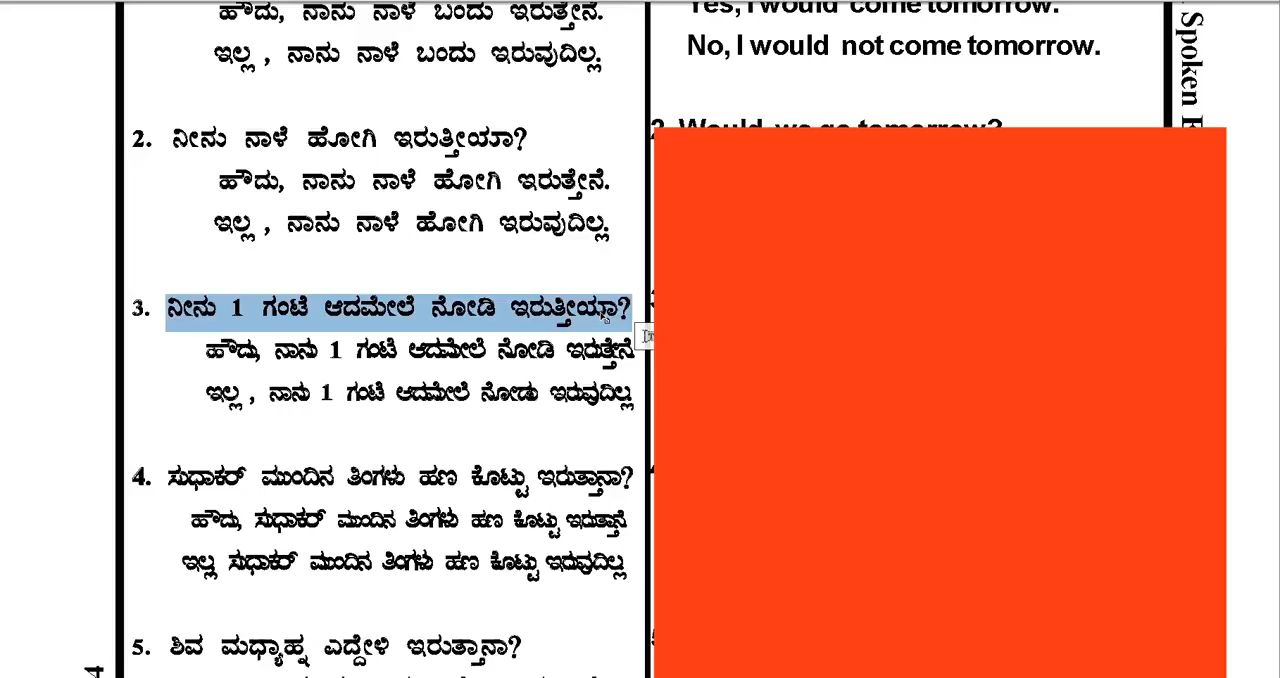 ಹೌದು, ನಾನು ನಾಳೆ ಬಂದು ಇರುತ್ತೇನೆ.
ಇಲ್ಲ, ನಾನು ನಾಳೆ ಬಂದು ಇರುವುದಿಲ್ಲ.
2. ನೀನು ನಾಳೆ ಹೋಗಿ ಇರುತ್ತೀಯಾ?
ಹೌದು, ನಾನು ನಾಳೆ ಹೋಗಿ ಇರುತ್ತೇನೆ.
ಇಲ್ಲ, ನಾನು ನಾಳೆ ಹೋಗಿ ಇರುವುದಿಲ್ಲ.
3. ನೀನು 1 ಗಂಟೆ ಆದಮೇಲೆ ನೋಡಿ ಇರುತ್ತೀಯಾ?
ಹೌದು, ನಾನು 1 ಗಂಟೆ ಆದಮೇಲೆ ನೋಡಿ ಇರುತ್ತೇನೆ
ಇಲ್ಲ, ನಾನು 1 ಗಂಟೆ ಆದಮೇಲೆ ನೋಡು ಇರುವುದಿಲ್ಲ
4. ಸುಧಾಕರ್ ಮುಂದಿನ ತಿಂಗಳು ಹಣ ಕೊಟ್ಟು ಇರುತ್ತಾನಾ?
ಹೌದು, ಸುಧಾಕರ್ ಮುಂದಿನ ತಿಂಗಳು ಹಣ ಕೊಟ್ಟು ಇರುತ್ತಾನೆ
ಇಲ್ಲ ಸುಧಾಕರ್ ಮುಂದಿನ ತಿಂಗಳು ಹಣ ಕೊಟ್ಟು ಇರುವುದಿಲ್ಲ
5. ಶಿವ ಮಧ್ಯಾಹ್ನ ಎದ್ದೇಳಿ ಇರುತ್ತಾನಾ?
Yes, I would come tomorrow.
No, I would not come tomorrow.
2. Would we go tomorrow?
Spoken
4